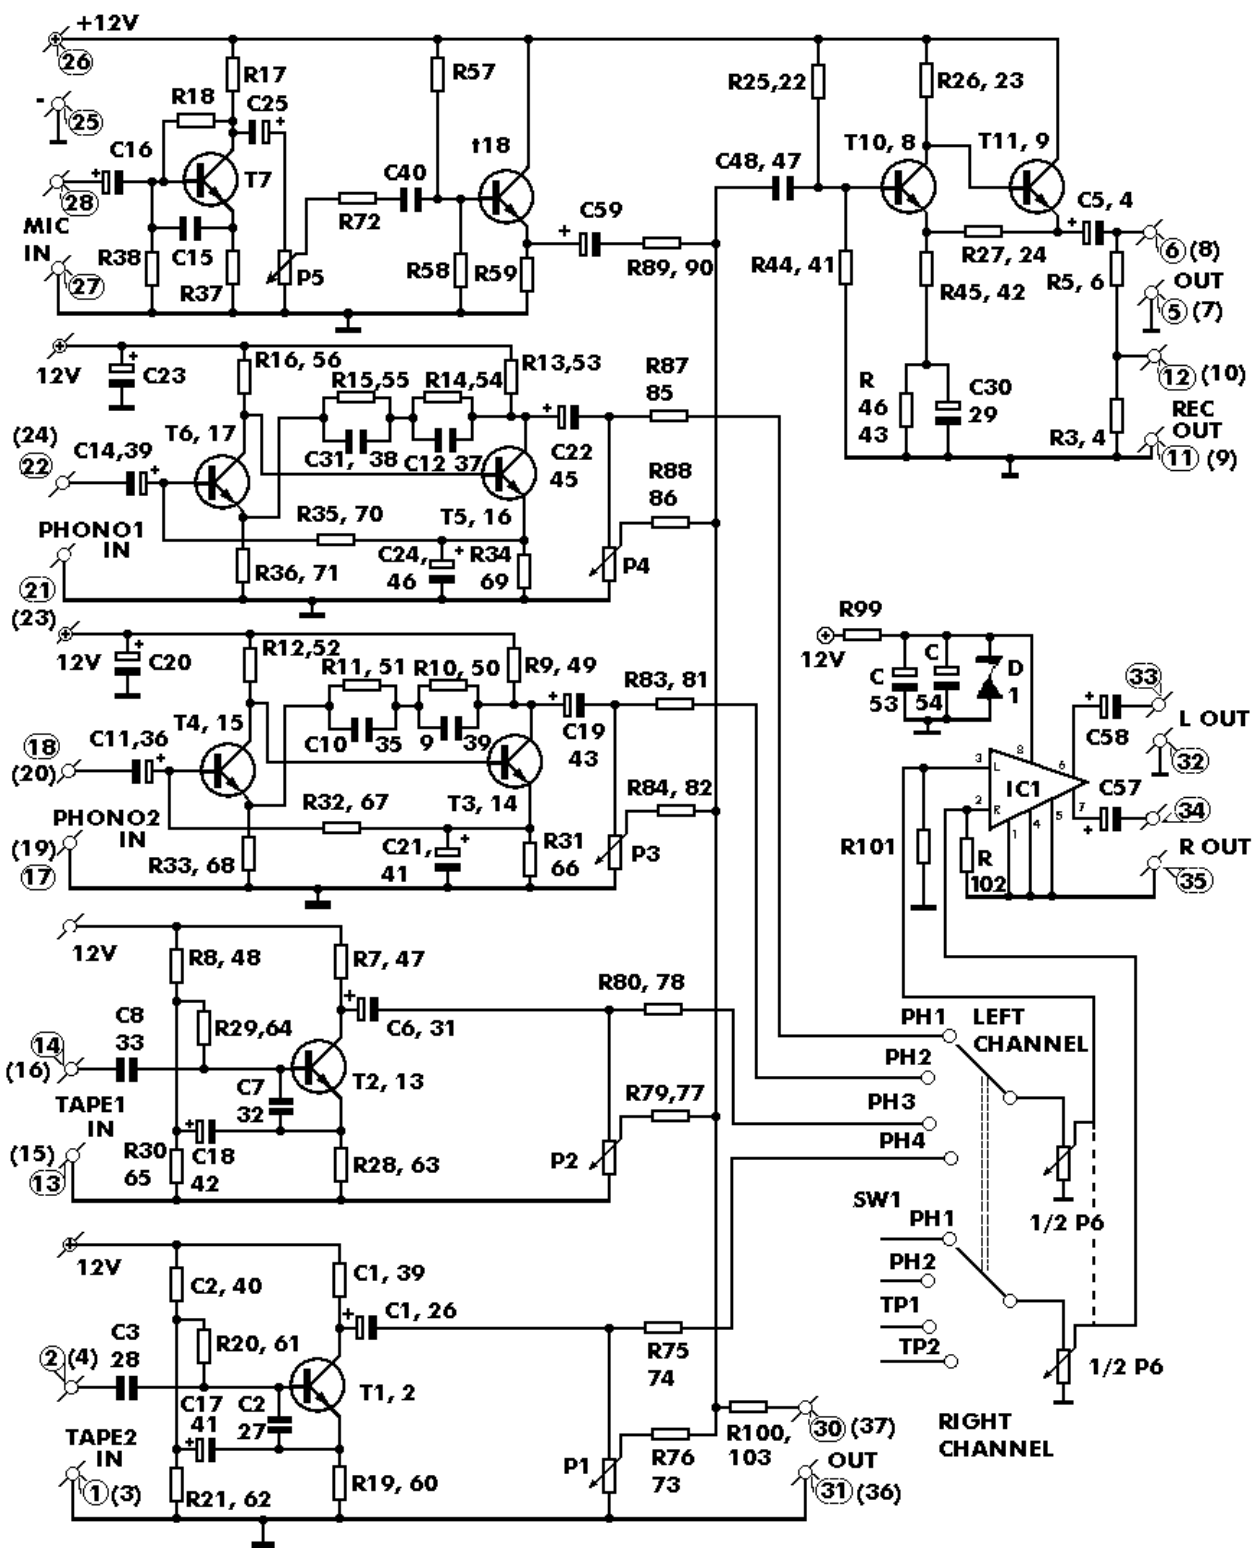 +12V
26
-
25
R17
R18
C25
+
C16
+
28
T7
MIC
IN
27
R38
C15
R37
P5
R57
t18
C40
R72
R58
R59
+
C59
R89, 90
R25,22
R26, 23
T10, 8
T11, 9
C48, 47
C5, 4
+
R44, 41
R27, 24
R45, 42
R5, 6
6 (8)
OUT
5 (7)
12 (10)
REC
OUT
11 (9)
R
46
43
C30
29
R3, 4
12V
+
C23
R16, 56
R15,55
R14,54
R13,53
R87
85
C31, 38
C12 37
+
C22
45
(24)
22
C14,39
+
T6, 17
T5, 16
R88
86
PHONO1
IN
R35, 70
C24,
46
+
R34
69
P4
R36, 71
21
(23)
12V
+
C20
R12,52
R11, 51
R10, 50
R9, 49
R83, 81
C10
35
9
39
+
C19
43
18
(20)
C11,36
+
T4, 15
T3, 14
R84, 82
PHONO2
IN
R32, 67
C21,
41
+
R31
66
P3
(19)
17
R33, 68
R99
12V
C
53
C
54
D
1
33
+
C58
L OUT
32
3
L
8
6
IC1
2
R
1
4
5
7
+
C57
34
R101
R
102
R OUT
35
12V
R8, 48
R7, 47
+
C6, 31
R80, 78
C8
33
R29,64
14
(16)
T2, 13
C7
32
TAPE1
IN
+
C18
42
R79,77
(15)
13
R30
65
R28, 63
P2
PH1
LEFT
CHANNEL
PH2
PH3
PH4
SW1
1/2 P6
PH1
PH2
TP1
TP2
1/2 P6
RIGHT
CHANNEL
12V
C2, 40
C1, 39
+
C1, 26
C3
28
R20, 61
R75
74
2 (4)
T1, 2
C17
41
+
C2
27
TAPE2
IN
R100,
103
30 (37)
1 (3)
R21, 62
R19, 60
P1
R76
73
OUT
31 (36)